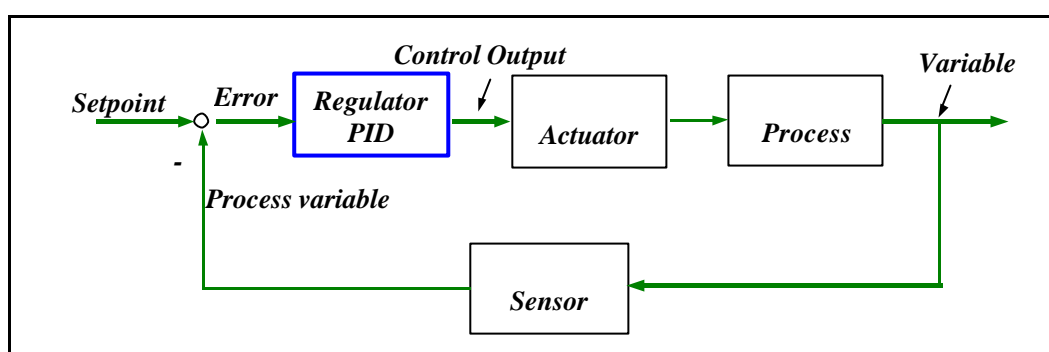 Control Output
Variable
Setpoint
Error
Regulator
PID
Actuator
Process
-
Process variable
Sensor